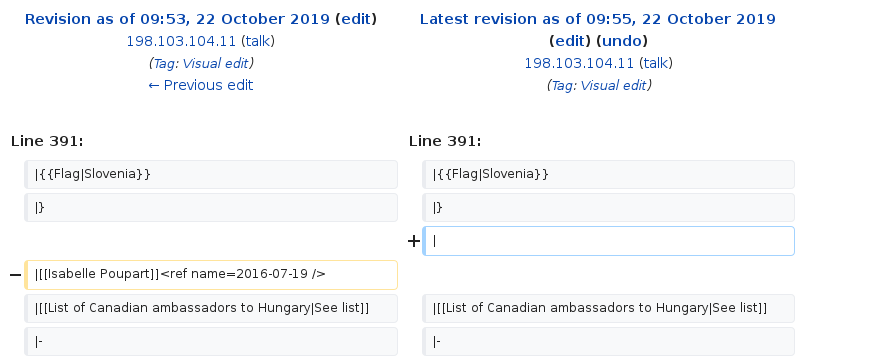 Revision as of 09:53, 22 October 2019 (edit)
198.103.104.11 (talk)
(Tag: Visual edit)
← Previous edit
Latest revision as of 09:55, 22 October 2019
(edit) (undo)
198.103.104.11 (talk)
(Tag: Visual edit)
Line 391:
Line 391:
|{{Flag|Slovenia}}
|{{Flag|Slovenia}}
|}
|}
+ |
− |[[Isabelle Poupart]]<ref name=2016-07-19 />
|[[List of Canadian ambassadors to Hungary|See list]]
|[[List of Canadian ambassadors to Hungary|See list]]
|-
|-